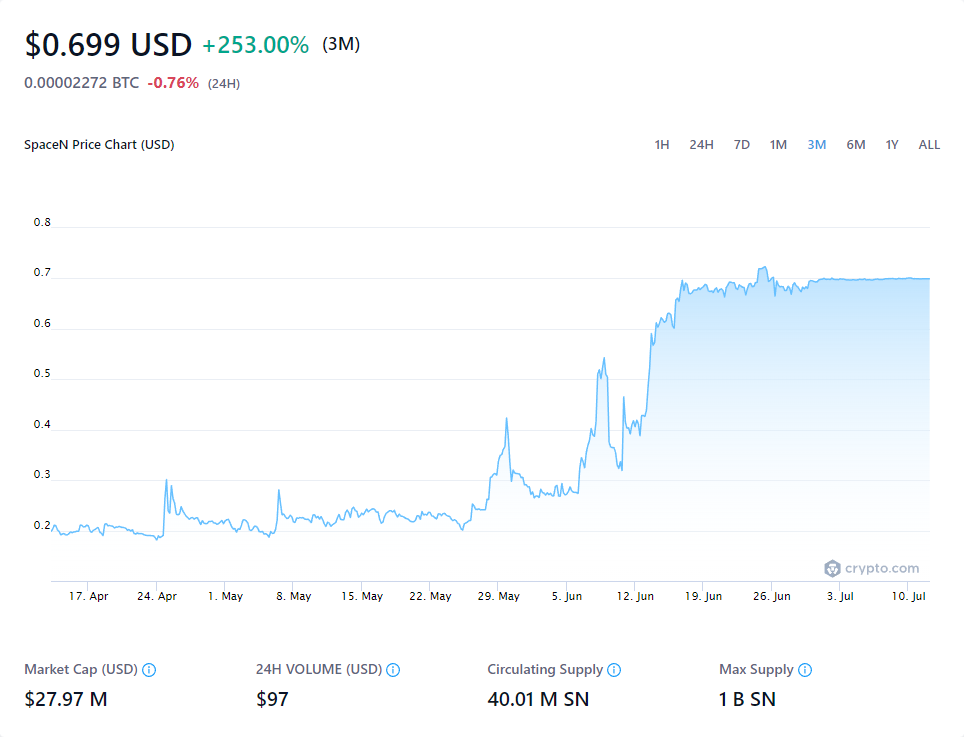 $0.699 USD +253.00% (3M)
0.00002272 BTC -0.76% (24H)
SpaceN Price Chart (USD) 1H 24H 7D 1M 3M 6M 1Y ALL
0.8
0.7
0.6
0.5
0.4
0.3
0.2
crypto.com
17. Apr 24. Apr 1. May 8. May 15. May 22. May 29. May 5. Jun 12. Jun 19. Jun 26. Jun 3. Jul 10. Jul
Market Cap (USD) 24H VOLUME (USD) Circulating Supply Max Supply
$27.97 M $97 40.01 M SN 1 B SN